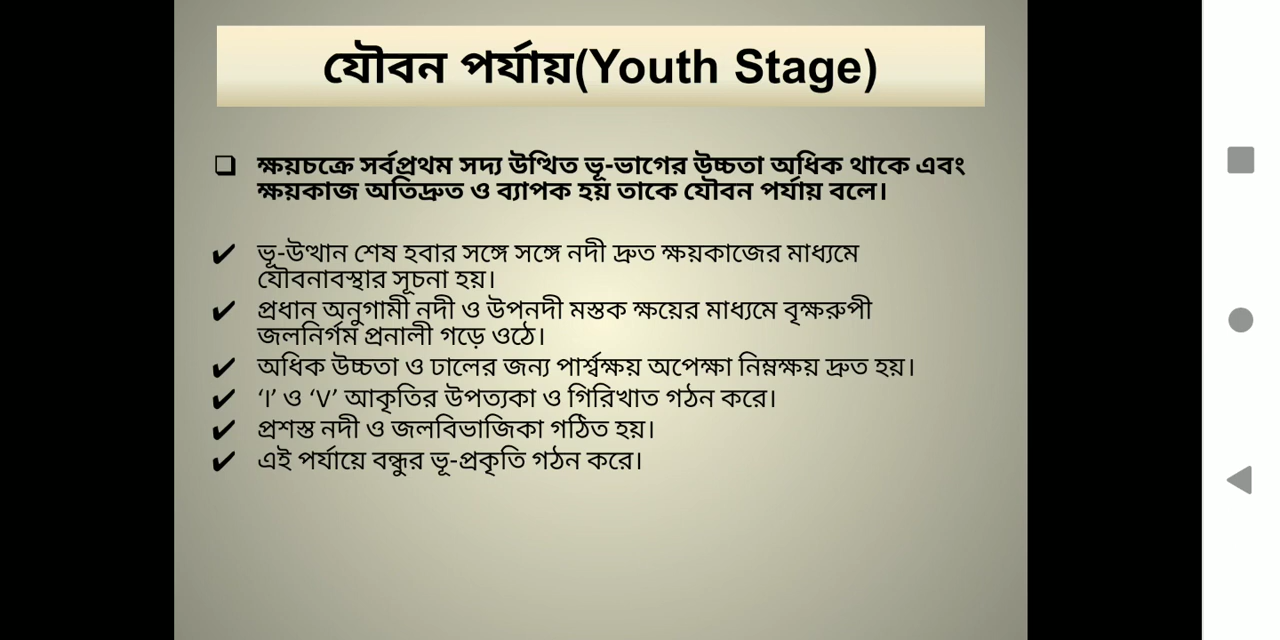 যৌবন পর্যায়(Youth Stage)
❑ ক্ষয়চক্রে সর্বপ্রথম সদ্য উত্থিত ভূ-ভাগের উচ্চতা অধিক থাকে এবং
ক্ষয়কাজ অতিদ্রুত ও ব্যাপক হয় তাকে যৌবন পর্যায় বলে।
✔ ভূ-উত্থান শেষ হবার সঙ্গে সঙ্গে নদী দ্রুত ক্ষয়কাজের মাধ্যমে
যৌবনাবস্থার সূচনা হয়।
✔ প্রধান অনুগামী নদী ও উপনদী মস্তক ক্ষয়ের মাধ্যমে বৃক্ষরুপী
জলনির্গম প্রনালী গড়ে ওঠে।
✔ অধিক উচ্চতা ও ঢালের জন্য পার্শ্বক্ষয় অপেক্ষা নিম্নক্ষয় দ্রুত হয়।
✔ ‘I’ ও ‘V’ আকৃতির উপত্যকা ও গিরিখাত গঠন করে।
✔ প্রশস্ত নদী ও জলবিভাজিকা গঠিত হয়।
✔ এই পর্যায়ে বন্ধুর ভূ-প্রকৃতি গঠন করে।